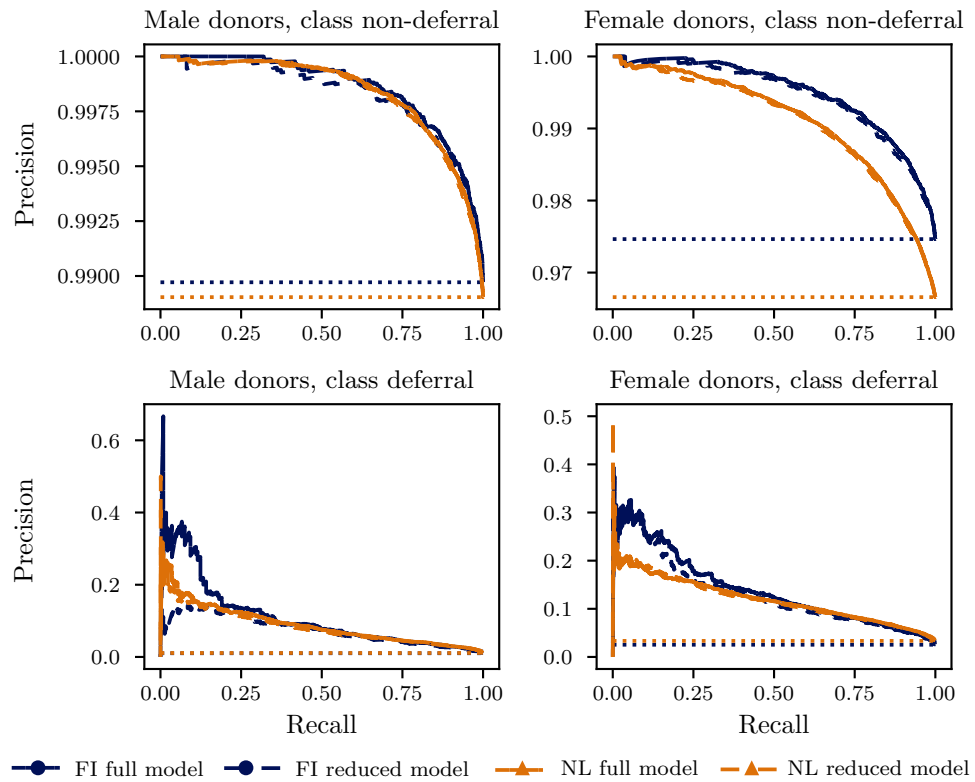 Male donors, class non-deferral
Female donors, class non-deferral
Precision
1.0000
0.9975
0.9950
0.9925
0.9900
0.00 0.25 0.50 0.75 1.00
1.00
0.99
0.98
0.97
0.00 0.25 0.50 0.75 1.00
Male donors, class deferral
Female donors, class deferral
Precision
0.6
0.4
0.2
0.0
0.00 0.25 0.50 0.75 1.00
Recall
0.5
0.4
0.3
0.2
0.1
0.0
0.00 0.25 0.50 0.75 1.00
Recall
FI full model FI reduced model NL full model NL reduced model